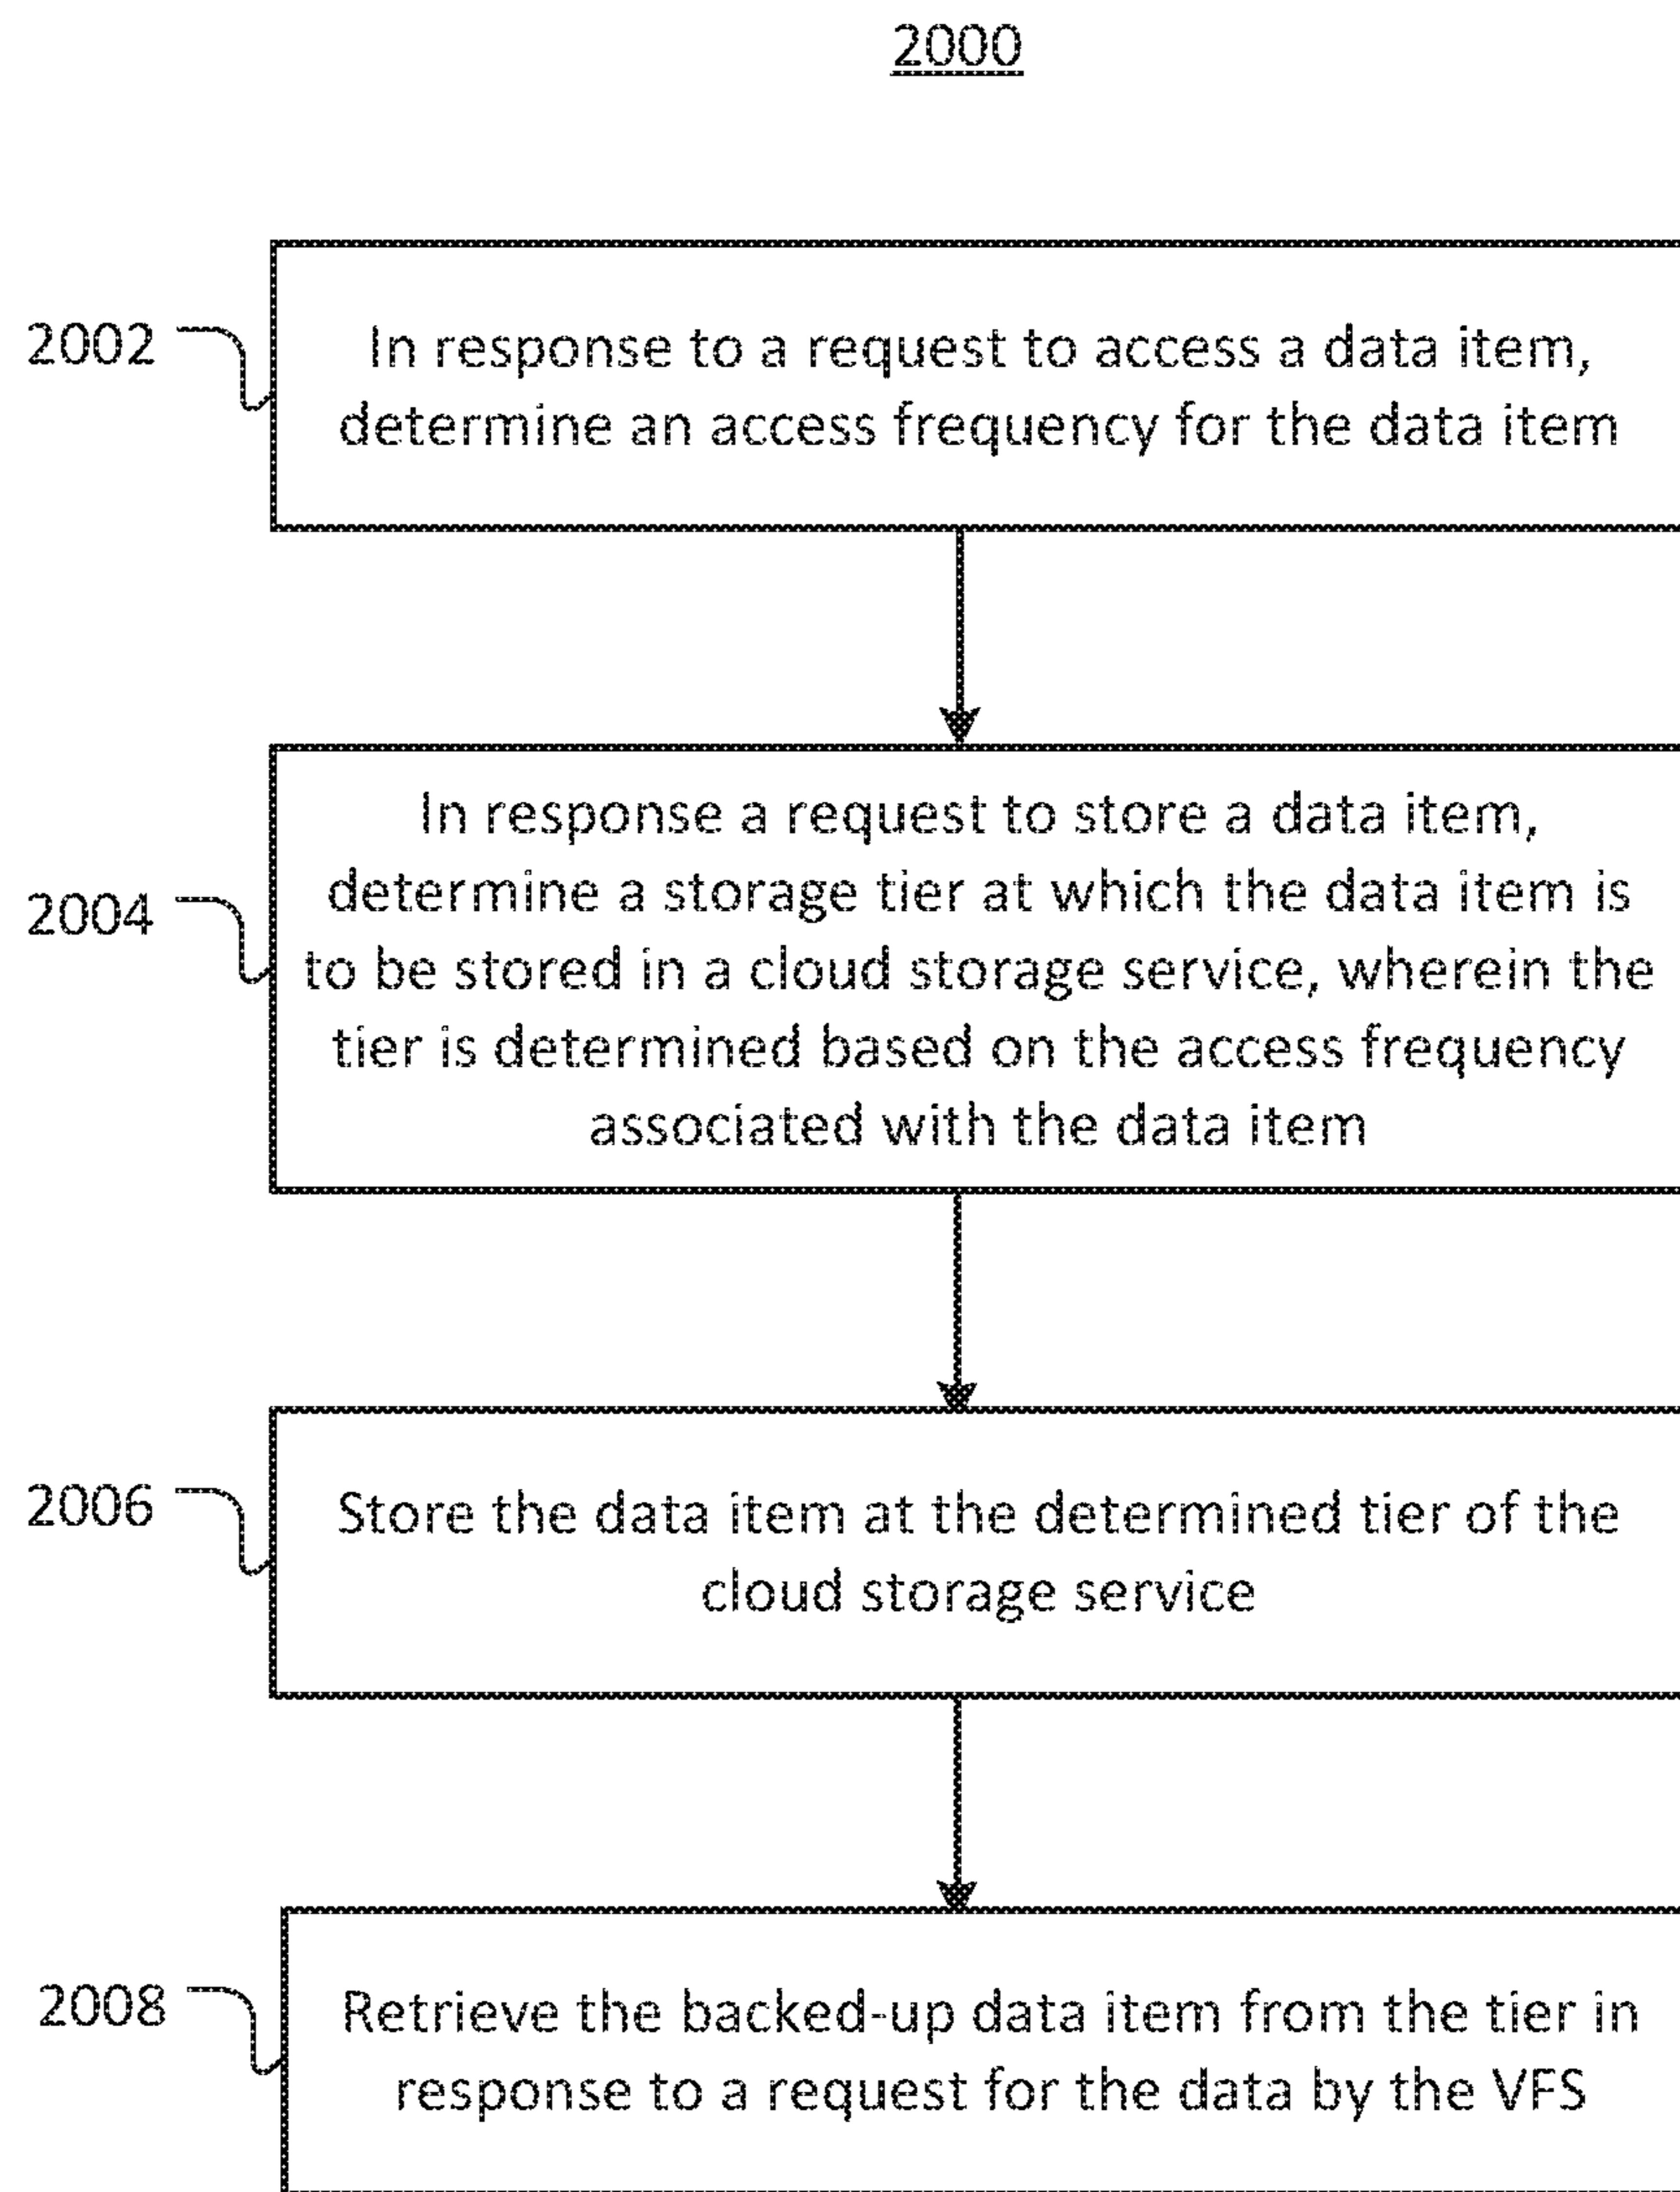 2000
2002
In response to a request to access a data item,
determine an access frequency for the data item
2004
In response a request to store a data item,
determine a storage tier at which the data item is
to be stored in a cloud storage service, wherein the
tier is determined based on the access frequency
associated with the data item
2006
Store the data item at the determined tier of the
cloud storage service
2008
Retrieve the backed-up data item from the tier in
response to a request for the data by the VFS